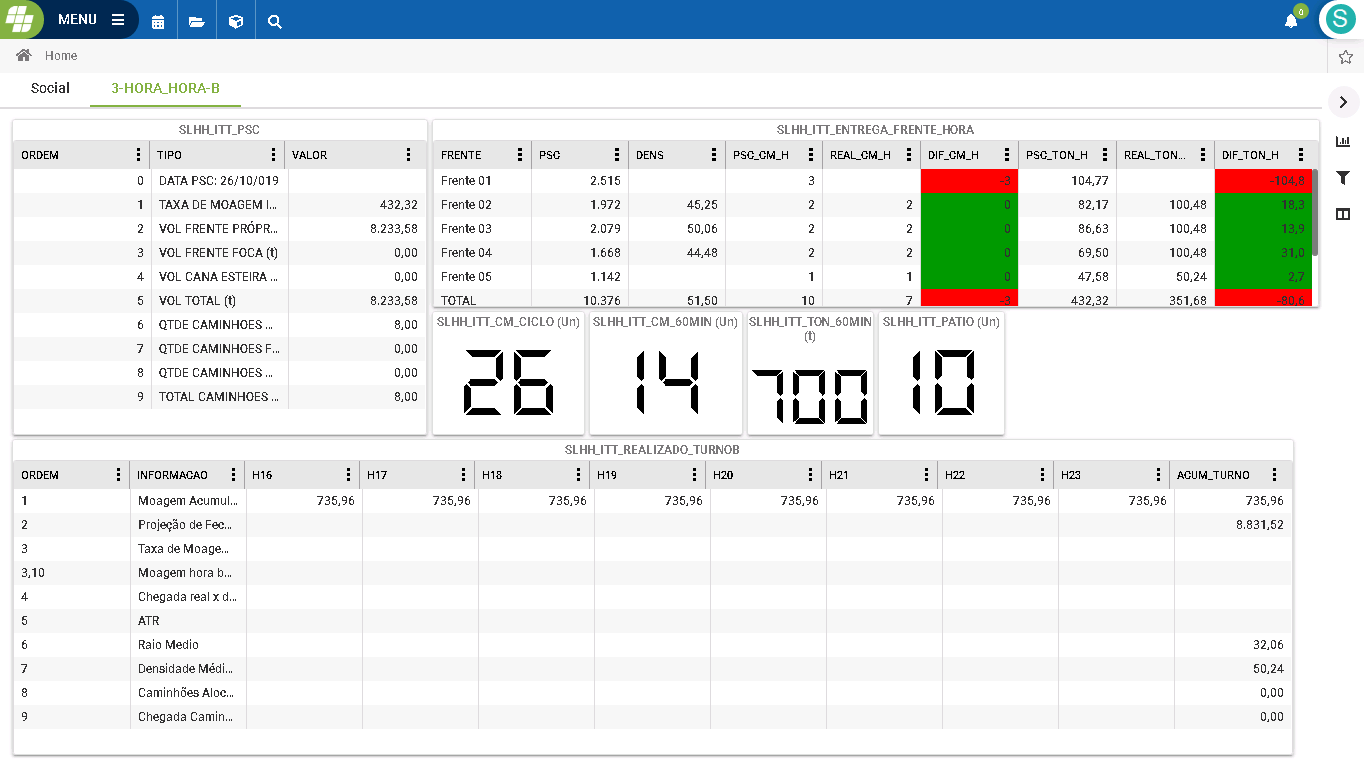 MENU
0
S
Home
Social 3-HORA_HORA-B
SLHH_ITT_PSC
ORDEM TIPO VALOR
0 DATA PSC: 26/10/019
1 TAXA DE MOAGEM I... 432,32
2 VOL FRENTE PRÓPR... 8.233,58
3 VOL FRENTE FOCA (t) 0,00
4 VOL CANA ESTEIRA ... 0,00
5 VOL TOTAL (t) 8.233,58
6 QTDE CAMINHOES ... 8,00
7 QTDE CAMINHOES F... 0,00
8 QTDE CAMINHOES ... 0,00
9 TOTAL CAMINHOES ... 8,00
SLHH_ITT_ENTREGA_FRENTE_HORA
FRENTE PSC DENS PSC_CM_H REAL_CM_H DIF_CM_H PSC_TON_H REAL_TON... DIF_TON_H
Frente 01 2.515 3 -3 104,77 -104,8
Frente 02 1.972 45,25 2 2 0 82,17 100,48 18,3
Frente 03 2.079 50,06 2 2 0 86,63 100,48 13,9
Frente 04 1.668 44,48 2 2 0 69,50 100,48 31,0
Frente 05 1.142 1 1 0 47,58 50,24 2,7
TOTAL 10.376 51,50 10 7 -3 432,32 351,68 -80,6
SLHH_ITT_CM_CICLO (Un)
26
SLHH_ITT_CM_60MIN (Un)
14
SLHH_ITT_TON_60MIN
(t)
700
SLHH_ITT_PATIO (Un)
10
SLHH_ITT_REALIZADO_TURNOB
ORDEM INFORMACAO H16 H17 H18 H19 H20 H21 H22 H23 ACUM_TURNO
1 Moagem Acumul... 735,96 735,96 735,96 735,96 735,96 735,96 735,96 735,96 735,96
2 Projeção de Fec... 8.831,52
3 Taxa de Moage...
3,10 Moagem hora b...
4 Chegada real x d...
5 ATR
6 Raio Medio 32,06
7 Densidade Médi... 50,24
8 Caminhões Aloc... 0,00
9 Chegada Camin... 0,00